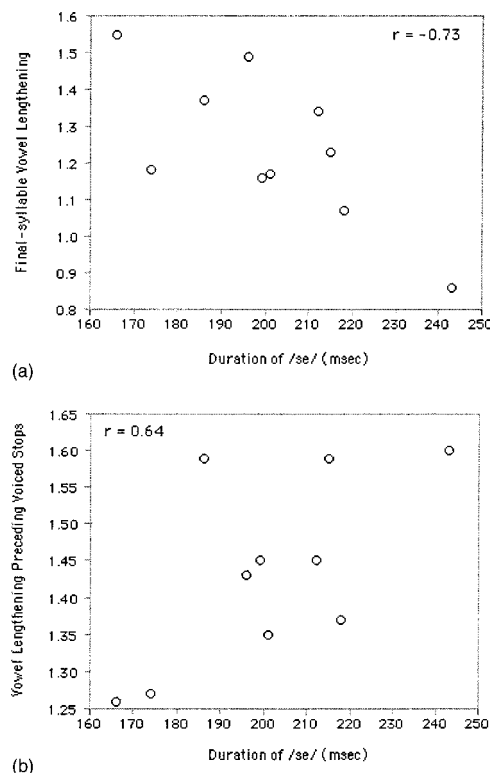 1.6
r = -0.73
1.5
1.4
1.3
1.2
1.1
1.0
0.9
0.8
Final-syllable Vowel Lengthening
160 170 180 190 200 210 220 230 240 250
Duration of /se/ (msec)
(a)
1.65
r = 0.64
1.60
1.55
1.50
1.45
1.40
1.35
1.30
1.25
Vowel Lengthening Preceding Voiced Stops
160 170 180 190 200 210 220 230 240 250
Duration of /se/ (msec)
(b)